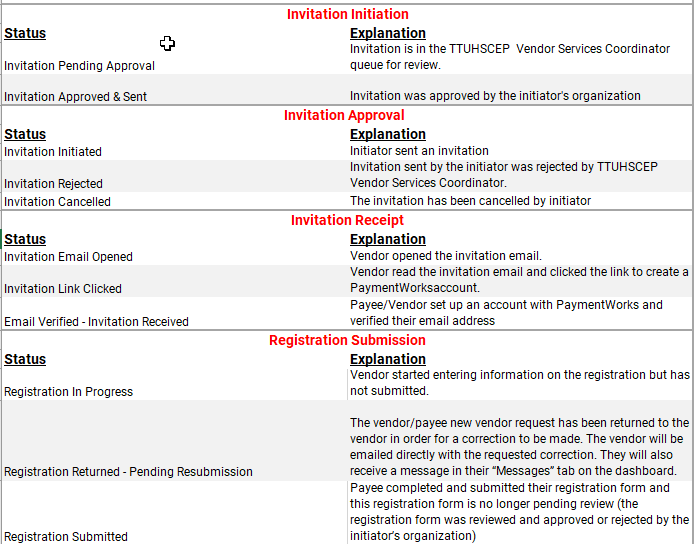 Invitation Initiation
Status Explanation
Invitation is in the TTUHSCEP Vendor Services Coordinator
Invitation Pending Approval queue for review.
Invitation Approved & Sent Invitation was approved by the initiator's organization
Invitation Approval
Status Explanation
Invitation Initiated Initiator sent an invitation
Invitation sent by the initiator was rejected by TTUHSCEP
Invitation Rejected Vendor Services Coordinator.
Invitation Cancelled The invitation has been cancelled by initiator
Invitation Receipt
Status Explanation
Invitation Email Opened Vendor opened the invitation email.
Vendor read the invitation email and clicked the link to create a
Invitation Link Clicked PaymentWorksaccount.
Payee/Vendor set up an account with PaymentWorks and
Email Verified - Invitation Received verified their email address
Registration Submission
Status Explanation
Vendor started entering information on the registration but has
Registration In Progress not submitted.
The vendor/payee new vendor request has been returned to the
vendor in order for a correction to be made. The vendor will be
emailed directly with the requested correction. They will also
Registration Returned - Pending Resubmission receive a message in their “Messages” tab on the dashboard.
Payee completed and submitted their registration form and
this registration form is no longer pending review (the
registration form was reviewed and approved or rejected by the
Registration Submitted initiator's organization)